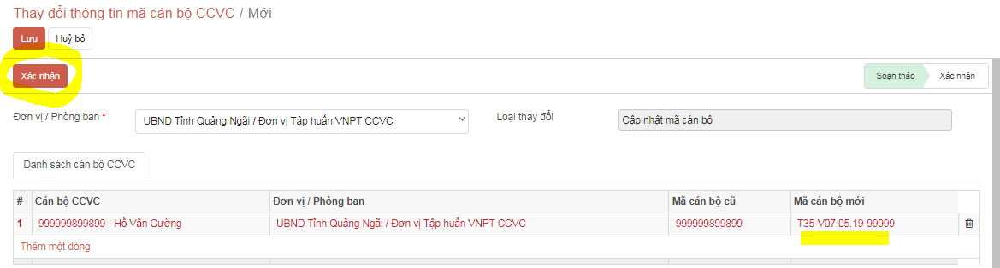 Thay đổi thông tin mã cán bộ CCVC / Mới
Lưu Huỷ bỏ
Xác nhận Soạn thảo Xác nhận
Đơn vị / Phòng ban * UBND Tỉnh Quảng Ngãi / Đơn vị Tập huấn VNPT CCVC Loại thay đổi Cập nhật mã cán bộ
Danh sách cán bộ CCVC
# Cán bộ CCVC Đơn vị / Phòng ban Mã cán bộ cũ Mã cán bộ mới
1 999999899899 - Hồ Văn Cường UBND Tỉnh Quảng Ngãi / Đơn vị Tập huấn VNPT CCVC 999999899899 T35-V07.05.19-99999
Thêm một dòng